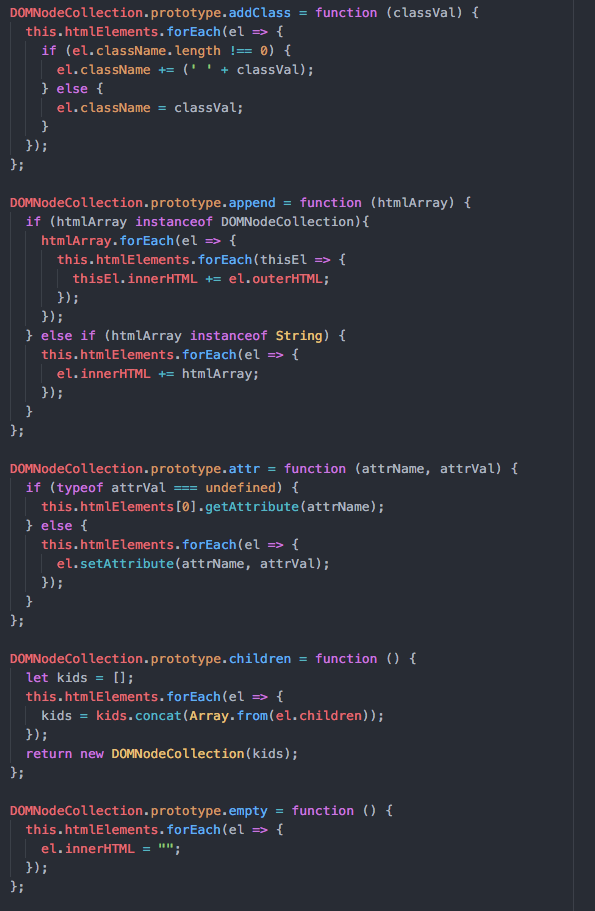 DOMNodeCollection.prototype.addClass = function (classVal) {
  this.htmlElements.forEach(el => {
    if (el.className.length !== 0) {
      el.className += (' ' + classVal);
    } else {
      el.className = classVal;
    }
  });
};

DOMNodeCollection.prototype.append = function (htmlArray) {
  if (htmlArray instanceof DOMNodeCollection){
    htmlArray.forEach(el => {
      this.htmlElements.forEach(thisEl => {
        thisEl.innerHTML += el.outerHTML;
      });
    });
  } else if (htmlArray instanceof String) {
    this.htmlElements.forEach(el => {
      el.innerHTML += htmlArray;
    });
  }
};

DOMNodeCollection.prototype.attr = function (attrName, attrVal) {
  if (typeof attrVal === undefined) {
    this.htmlElements[0].getAttribute(attrName);
  } else {
    this.htmlElements.forEach(el => {
      el.setAttribute(attrName, attrVal);
    });
  }
};

DOMNodeCollection.prototype.children = function () {
  let kids = [];
  this.htmlElements.forEach(el => {
    kids = kids.concat(Array.from(el.children));
  });
  return new DOMNodeCollection(kids);
};

DOMNodeCollection.prototype.empty = function () {
  this.htmlElements.forEach(el => {
    el.innerHTML = "";
  });
};